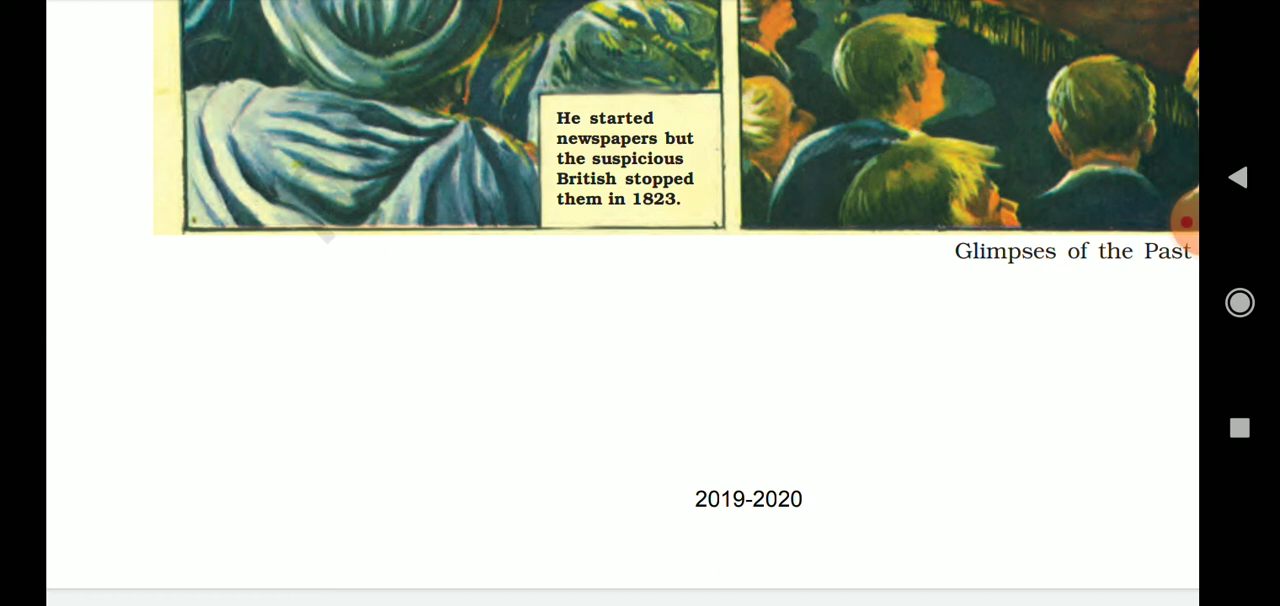 He started
newspapers but
the suspicious
British stopped
them in 1823.
Glimpses of the Past
2019-2020